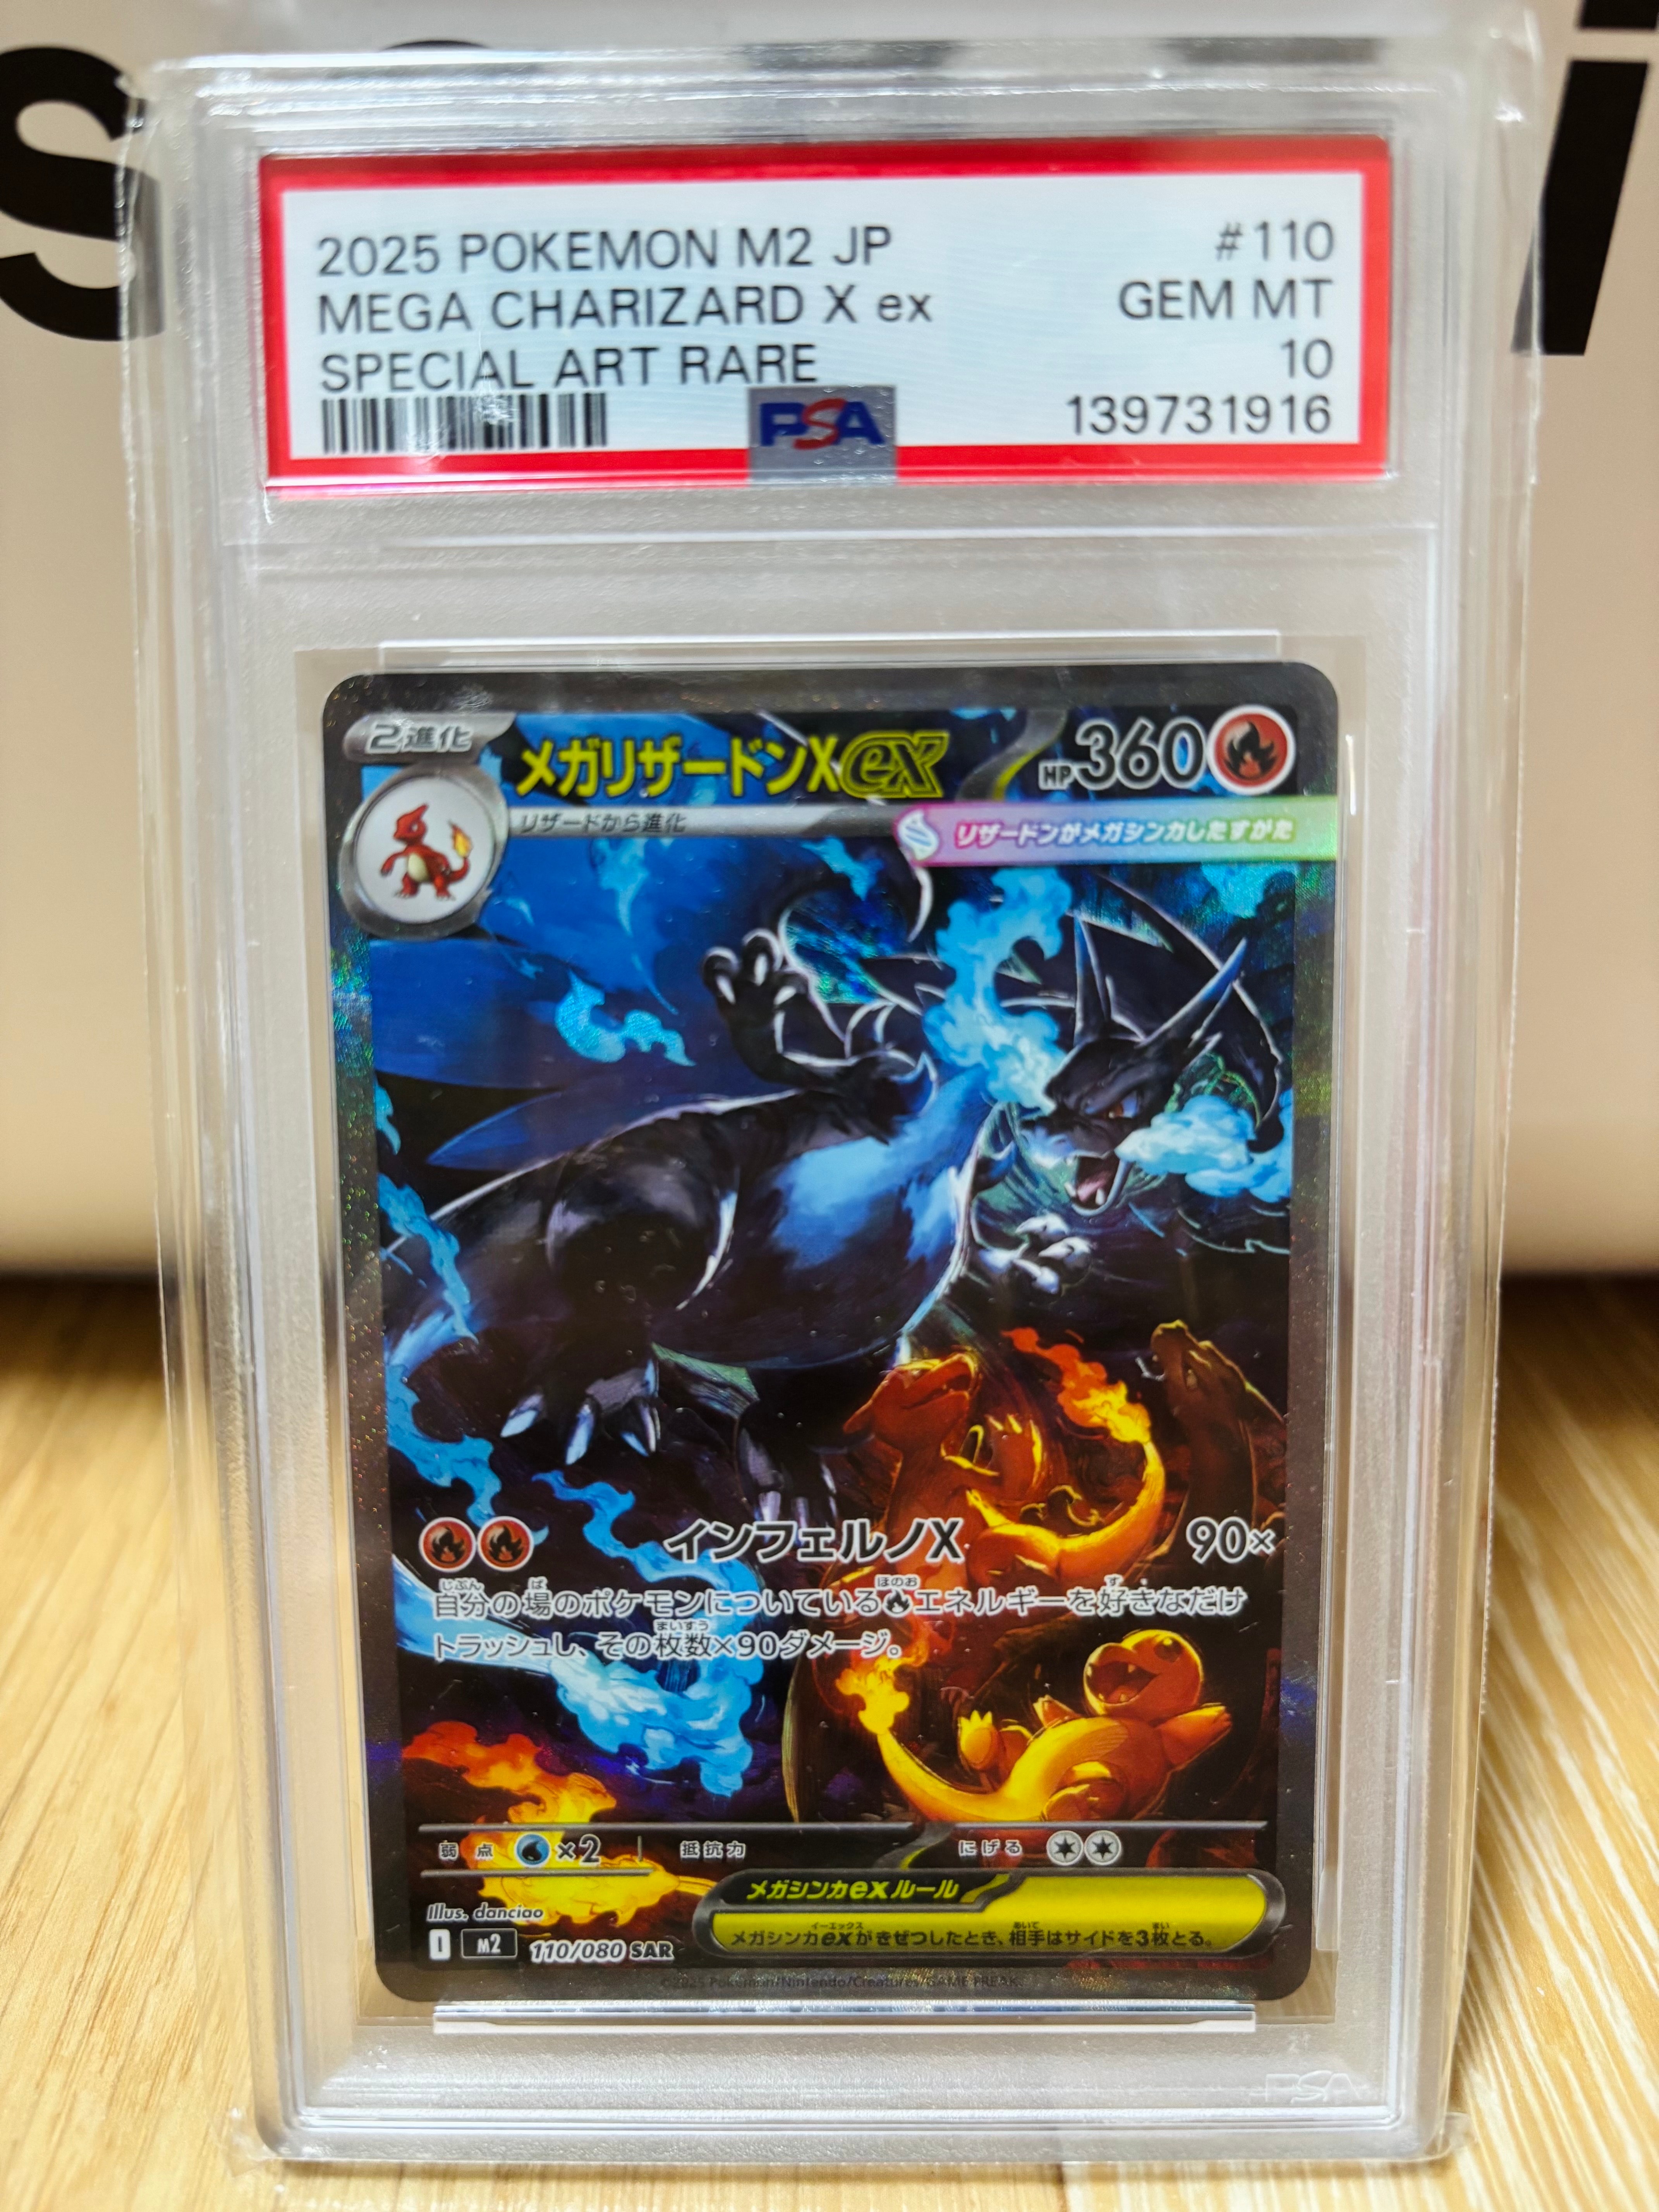 2025 POKEMON M2 JP #110
MEGA CHARIZARD X ex GEM MT
SPECIAL ART RARE 10
PSA 139731916
2進化 メガリザードンXex HP360
リザードから進化
リザードンがメガシンカしたすがた
インフェルノX 90×
自分の場のポケモンについているエネルギーを好きなだけ
トラッシュし、その枚数×90ダメージ。
弱点 ×2 抵抗力 にげる
メガシンカexルール
メガシンカexがきぜつしたとき、相手はサイドを3枚とる。
Illus. danciao
I M2 110/080 SAR
©2025 Pokémon/Nintendo/Creatures/GAME FREAK
PSA